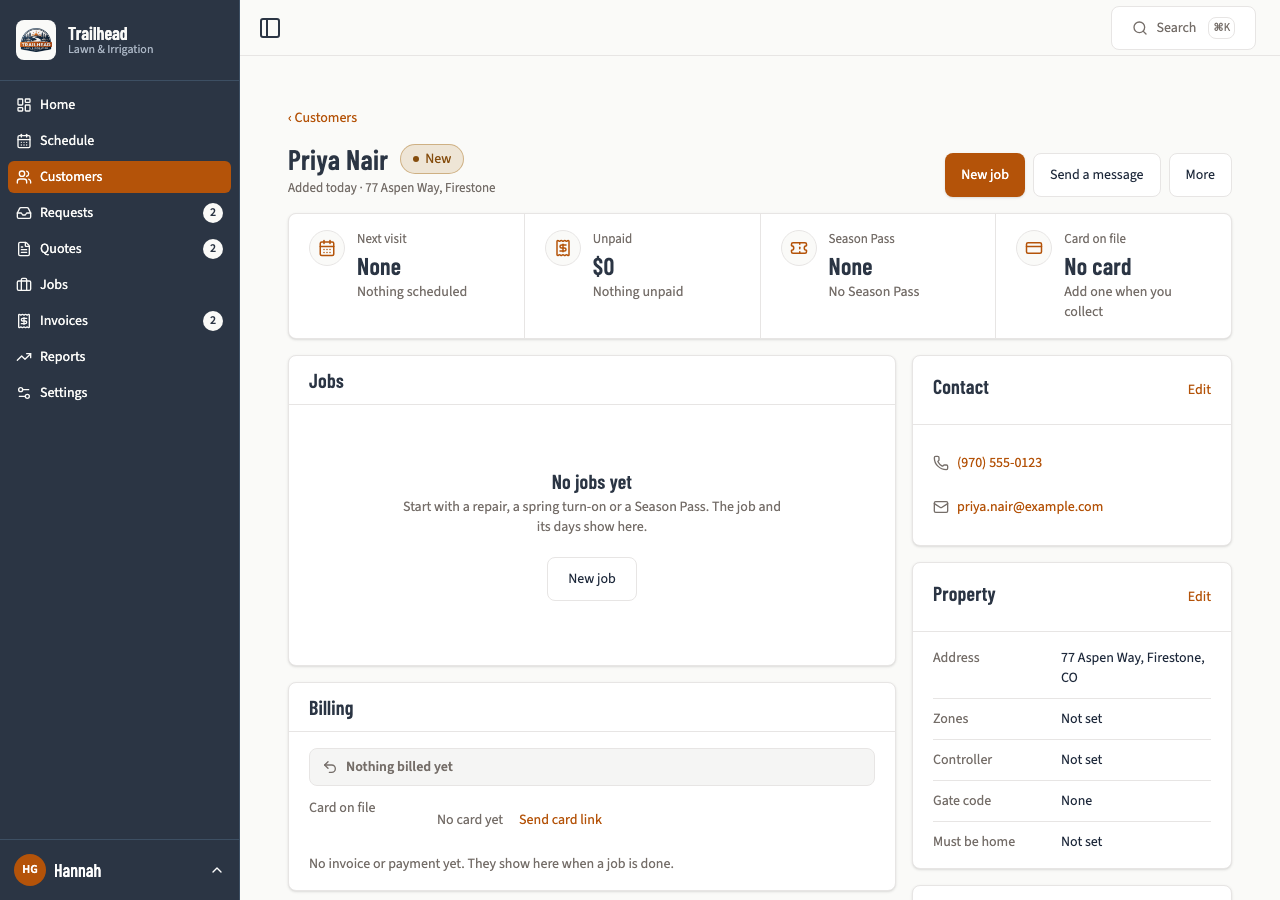 Trailhead
Lawn & Irrigation
Home
Schedule
Customers
Requests 2
Quotes 2
Jobs
Invoices 2
Reports
Settings
HG Hannah
Search ⌘K
‹ Customers
Priya Nair
New
Added today · 77 Aspen Way, Firestone
New job
Send a message
More
Next visit
None
Nothing scheduled
Unpaid
$0
Nothing unpaid
Season Pass
None
No Season Pass
Card on file
No card
Add one when you
collect
Jobs
No jobs yet
Start with a repair, a spring turn-on or a Season Pass. The job and
its days show here.
New job
Billing
Nothing billed yet
Card on file
No card yet Send card link
No invoice or payment yet. They show here when a job is done.
Contact Edit
(970) 555-0123
priya.nair@example.com
Property Edit
Address 77 Aspen Way, Firestone,
CO
Zones Not set
Controller Not set
Gate code None
Must be home Not set